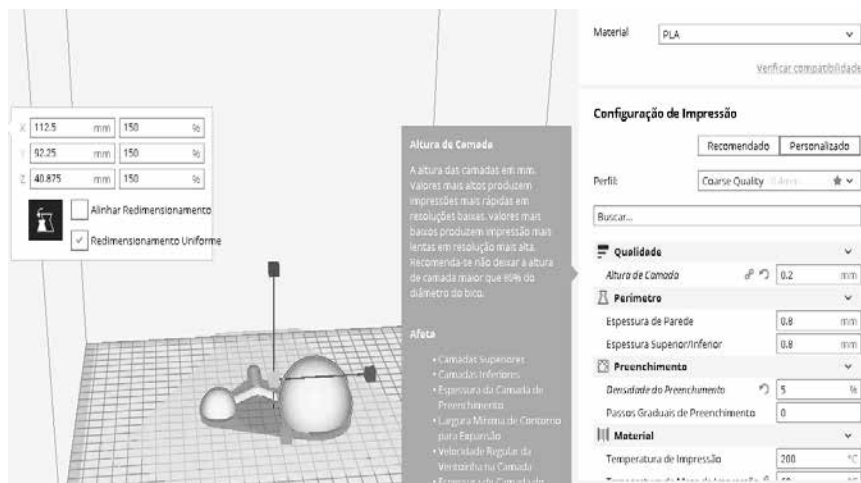 Material PLA
Verificar compatibilidade
Configuração de Impressão
Recomendado Personalizado
Perfil: Coarse Quality
Buscar...
Qualidade
Altura de Camada 0.2 mm
Perímetro
Espessura de Parede 0.8 mm
Espessura Superior/Inferior 0.8 mm
Preenchimento
Densidade do Preenchimento 5 %
Passos Graduais de Preenchimento 0
Material
Temperatura de Impressão 200 °C
X 112.5 mm 150 %
Y 92.25 mm 150 %
Z 40.875 mm 150 %
Alinhar Redimensionamento
Redimensionamento Uniforme
Altura de Camada
A altura das camadas em mm.
Valores mais altos produzem
impressões mais rápidas em
resoluções baixas, valores mais
baixos produzem impressão mais
lentas em resolução mais alta.
Recomenda-se não deixar a altura
de camada maior que 80% do
diâmetro do bico.
Afeta
• Camadas Superiores
• Camadas Inferiores
• Espessura da Camada de
Preenchimento
• Largura Mínima de Contorno
para Expansão
• Velocidade Regular da
Ventoinha na Camada